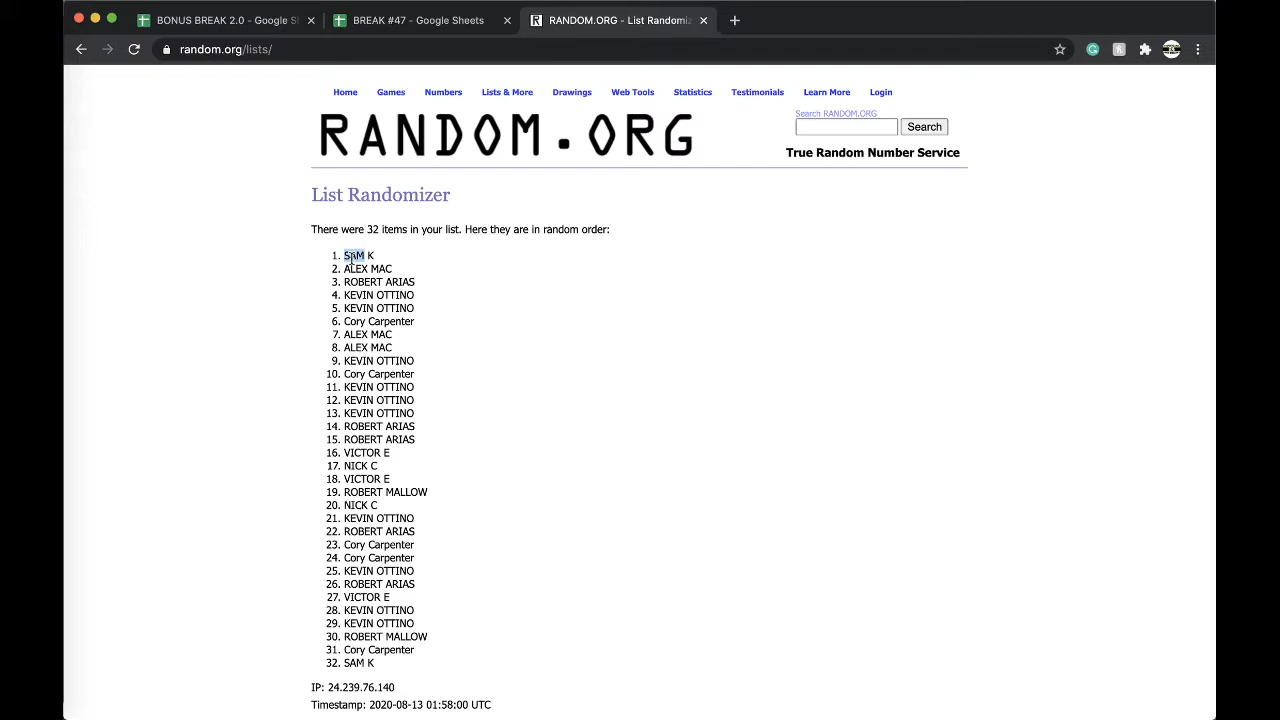 BONUS BREAK 2.0 - Google Sl
BREAK #47 - Google Sheets
RANDOM.ORG - List Randomiz
random.org/lists/
Home Games Numbers Lists & More Drawings Web Tools Statistics Testimonials Learn More Login
RANDOM.ORG
Search RANDOM.ORG
Search
True Random Number Service
List Randomizer
There were 32 items in your list. Here they are in random order:
1. SAM K
2. ALEX MAC
3. ROBERT ARIAS
4. KEVIN OTTINO
5. KEVIN OTTINO
6. Cory Carpenter
7. ALEX MAC
8. ALEX MAC
9. KEVIN OTTINO
10. Cory Carpenter
11. KEVIN OTTINO
12. KEVIN OTTINO
13. KEVIN OTTINO
14. ROBERT ARIAS
15. ROBERT ARIAS
16. VICTOR E
17. NICK C
18. VICTOR E
19. ROBERT MALLOW
20. NICK C
21. KEVIN OTTINO
22. ROBERT ARIAS
23. Cory Carpenter
24. Cory Carpenter
25. KEVIN OTTINO
26. ROBERT ARIAS
27. VICTOR E
28. KEVIN OTTINO
29. KEVIN OTTINO
30. ROBERT MALLOW
31. Cory Carpenter
32. SAM K
IP: 24.239.76.140
Timestamp: 2020-08-13 01:58:00 UTC